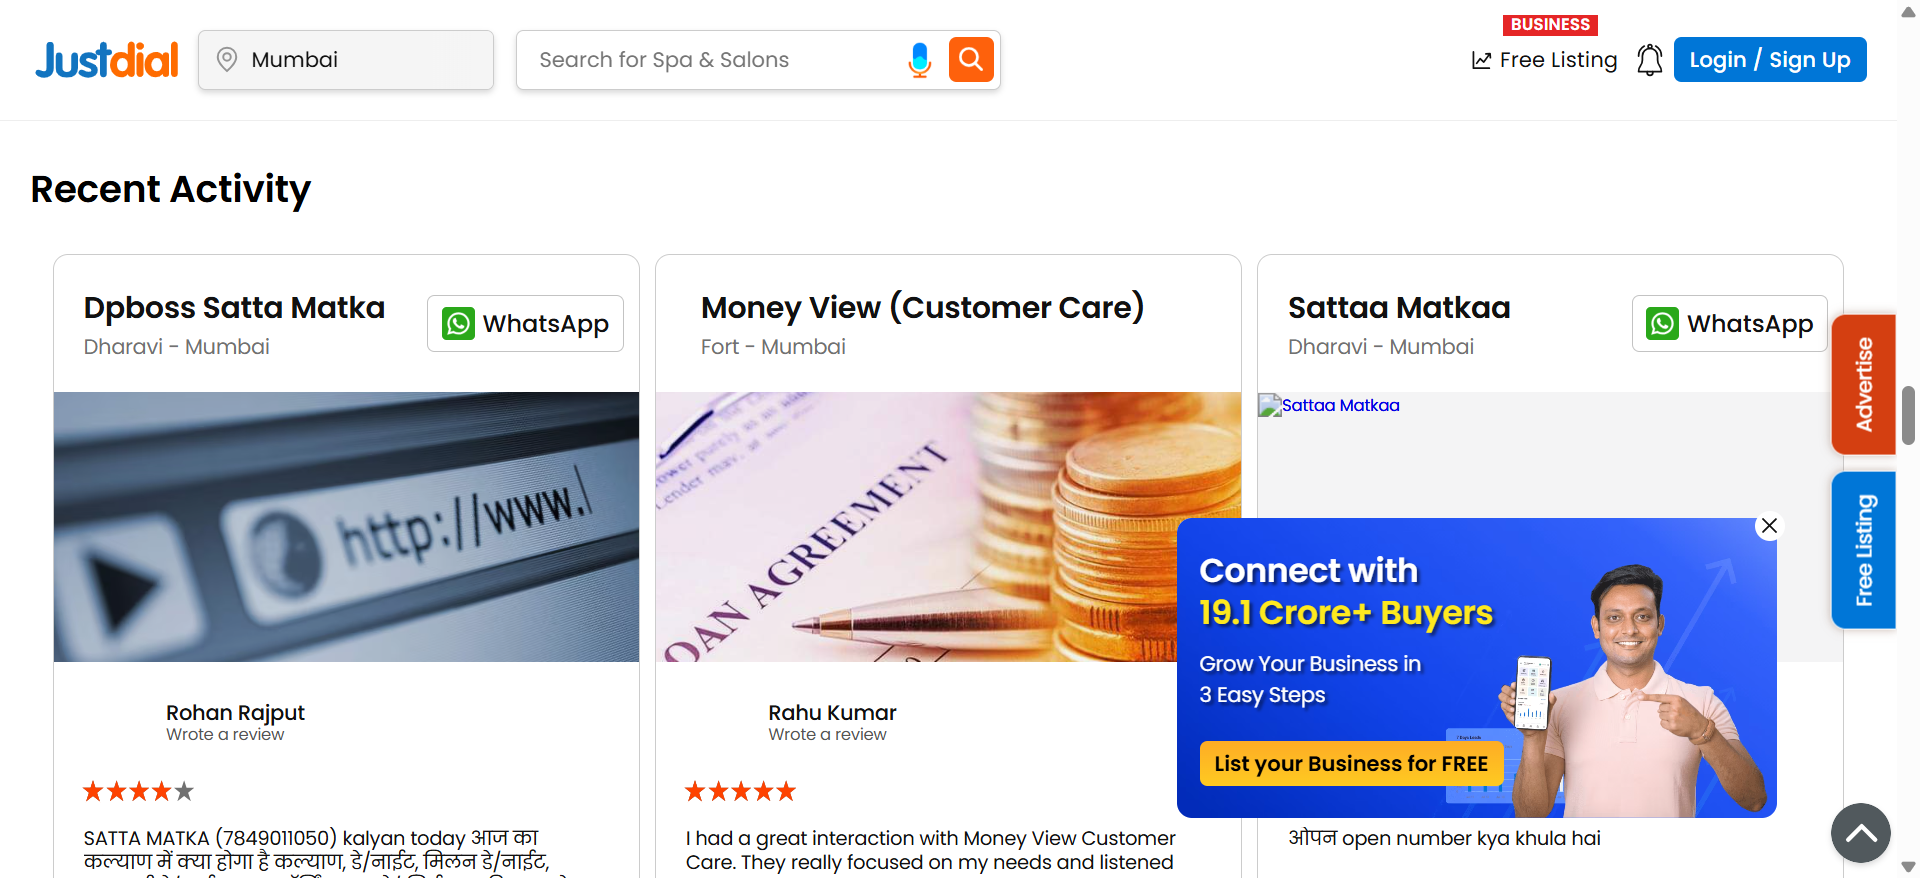 Justdial
Mumbai
Search for Spa & Salons
BUSINESS
Free Listing
Login / Sign Up
Recent Activity
Dpboss Satta Matka
Dharavi - Mumbai
WhatsApp
Money View (Customer Care)
Fort - Mumbai
Sattaa Matkaa
Dharavi - Mumbai
WhatsApp
http://www.
LOAN AGREEMENT
Sattaa Matkaa
Advertise
Free Listing
Connect with
19.1 Crore+ Buyers
Grow Your Business in
3 Easy Steps
List your Business for FREE
Rohan Rajput
Wrote a review
SATTA MATKA (7849011050) kalyan today आज का
कल्याण में क्या होगा है कल्याण, डे/नाईट, मिलन डे/नाईट,
Rahu Kumar
Wrote a review
I had a great interaction with Money View Customer
Care. They really focused on my needs and listened
ओपन open number kya khula hai